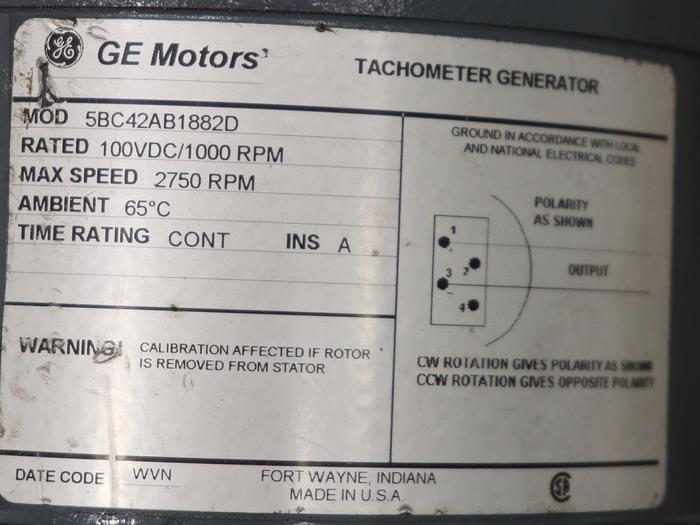 GE GE Motors
TACHOMETER GENERATOR
MOD 5BC42AB1882D
RATED 100VDC/1000 RPM
MAX SPEED 2750 RPM
AMBIENT 65°C
TIME RATING CONT INS A
WARNING! CALIBRATION AFFECTED IF ROTOR
IS REMOVED FROM STATOR
GROUND IN ACCORDANCE WITH LOCAL
AND NATIONAL ELECTRICAL CODES
POLARITY
AS SHOWN
1
+
2
OUTPUT
3
−
4
CW ROTATION GIVES POLARITY AS SHOWN
CCW ROTATION GIVES OPPOSITE POLARITY
DATE CODE WVN
FORT WAYNE, INDIANA
MADE IN U.S.A.